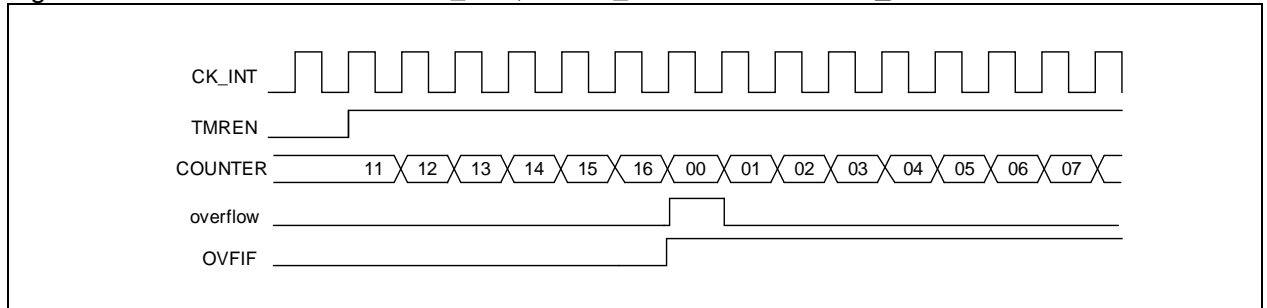 CK_INT
TMREN
COUNTER 11 12 13 14 15 16 00 01 02 03 04 05 06 07
overflow
OVFIF